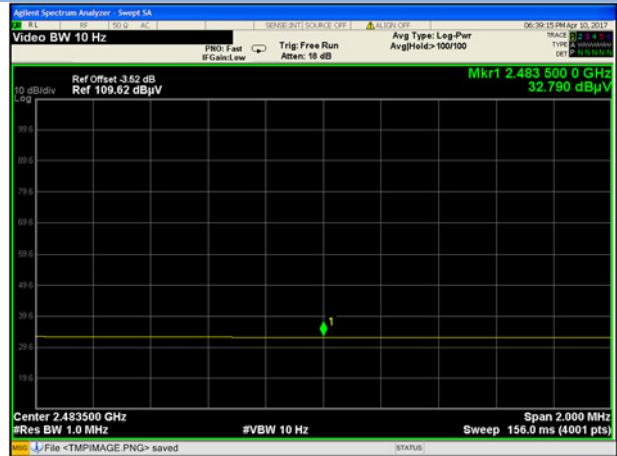 Agilent Spectrum Analyzer - Swept SA
RL RF 50 Ω AC SENSE:INT SOURCE OFF ALIGN OFF 06:39:15 PM Apr 10, 2017
Video BW 10 Hz
PNO: Fast
IFGain:Low
Trig: Free Run
Atten: 18 dB
Avg Type: Log-Pwr
Avg|Hold:> 100/100
TRACE 1 2 3 4 5 6
TYPE A WWWWW
DET P N N N N N
Ref Offset -3.52 dB
Ref 109.62 dBµV
10 dB/div
Log
Mkr1 2.483 500 0 GHz
32.790 dBµV
99.6
89.6
79.6
69.6
59.6
49.6
39.6
29.6
19.6
1
Center 2.483500 GHz
#Res BW 1.0 MHz
#VBW 10 Hz
Span 2.000 MHz
Sweep 156.0 ms (4001 pts)
MSG File <TMPIMAGE.PNG> saved STATUS